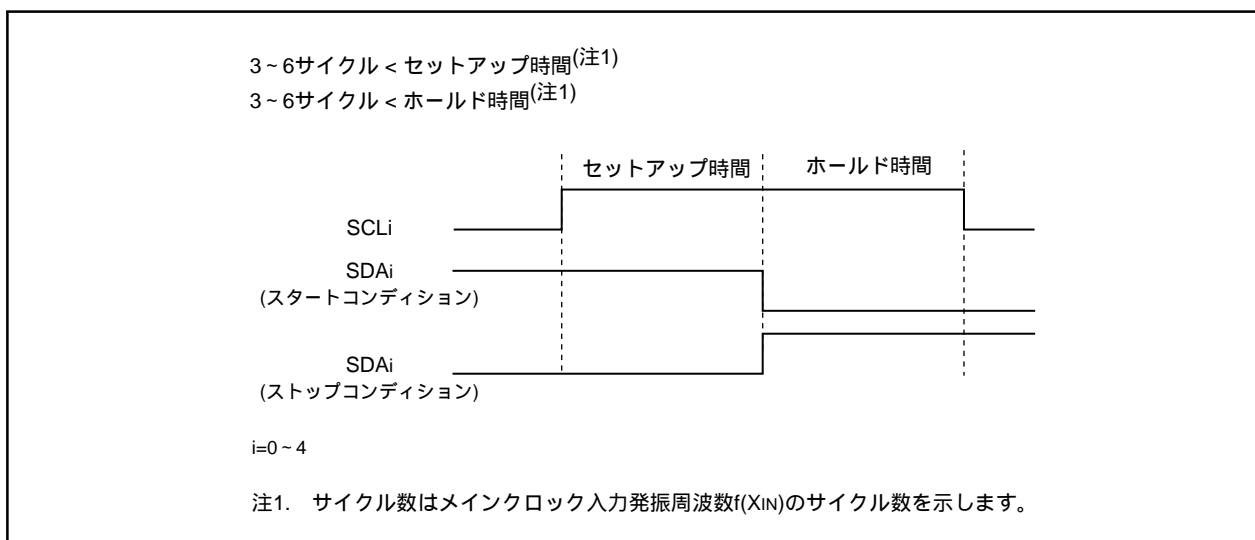 3~6サイクル < セットアップ時間(注1)
3~6サイクル < ホールド時間(注1)
セットアップ時間 ホールド時間
SCLi
SDAi
(スタートコンディション)
SDAi
(ストップコンディション)
i=0~4
注1. サイクル数はメインクロック入力発振周波数f(XIN)のサイクル数を示します。